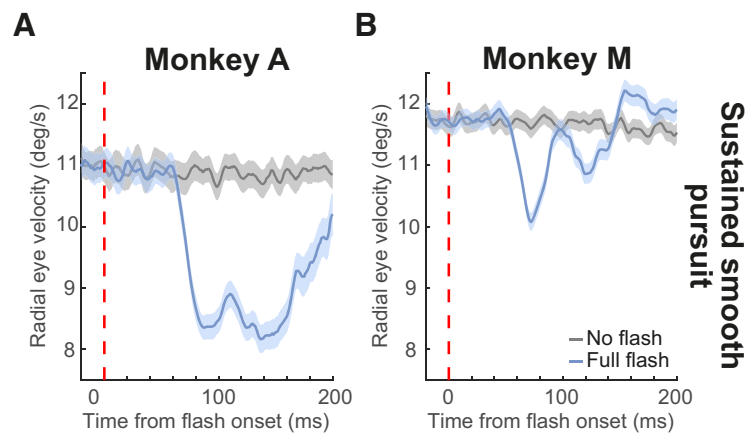 A
Monkey A
Radial eye velocity (deg/s)
12
11
10
9
8
0
100
200
Time from flash onset (ms)
B
Monkey M
Radial eye velocity (deg/s)
12
11
10
9
8
0
100
200
Time from flash onset (ms)
No flash
Full flash
Sustained smooth
pursuit